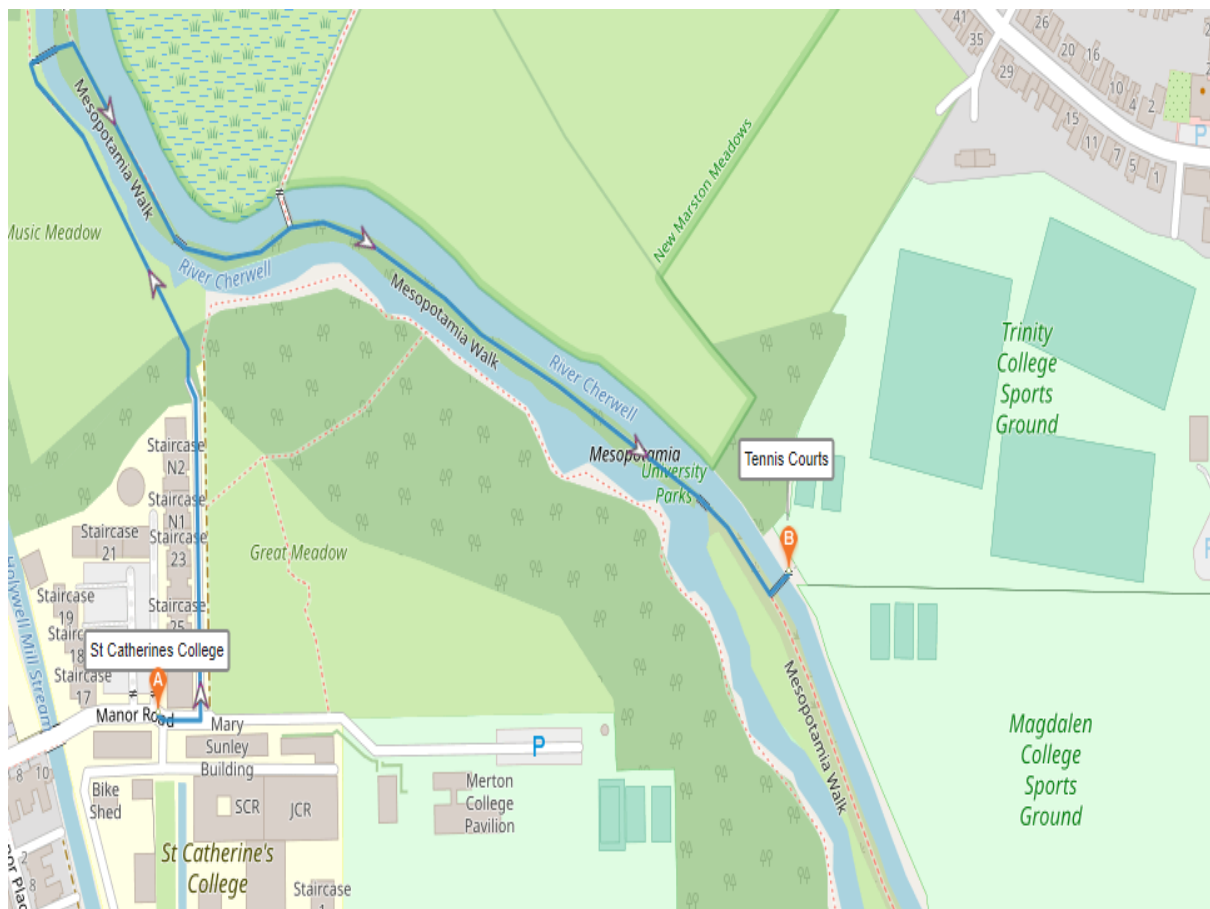 41
35
26
20
16
10
4
2
29
15
11
7
5
1
P
Mesopotamia Walk
Music Meadow
River Cherwell
Mesopotamia Walk
River Cherwell
New Marston Meadows
Trinity
College
Sports
Ground
Mesopotamia
University
Parks
Tennis Courts
B
Staircase
N2
Staircase
N1
Staircase
23
Staircase
21
Staircase
25
Great Meadow
Staircase
19
Staircase
17
Holywell Mill Stream
St Catherines College
A
Manor Road
Mary
Sunley
Building
P
Merton
College
Pavilion
Mesopotamia Walk
Magdalen
College
Sports
Ground
8
10
Bike
Shed
SCR
JCR
St Catherine's
College
Staircase
2
8